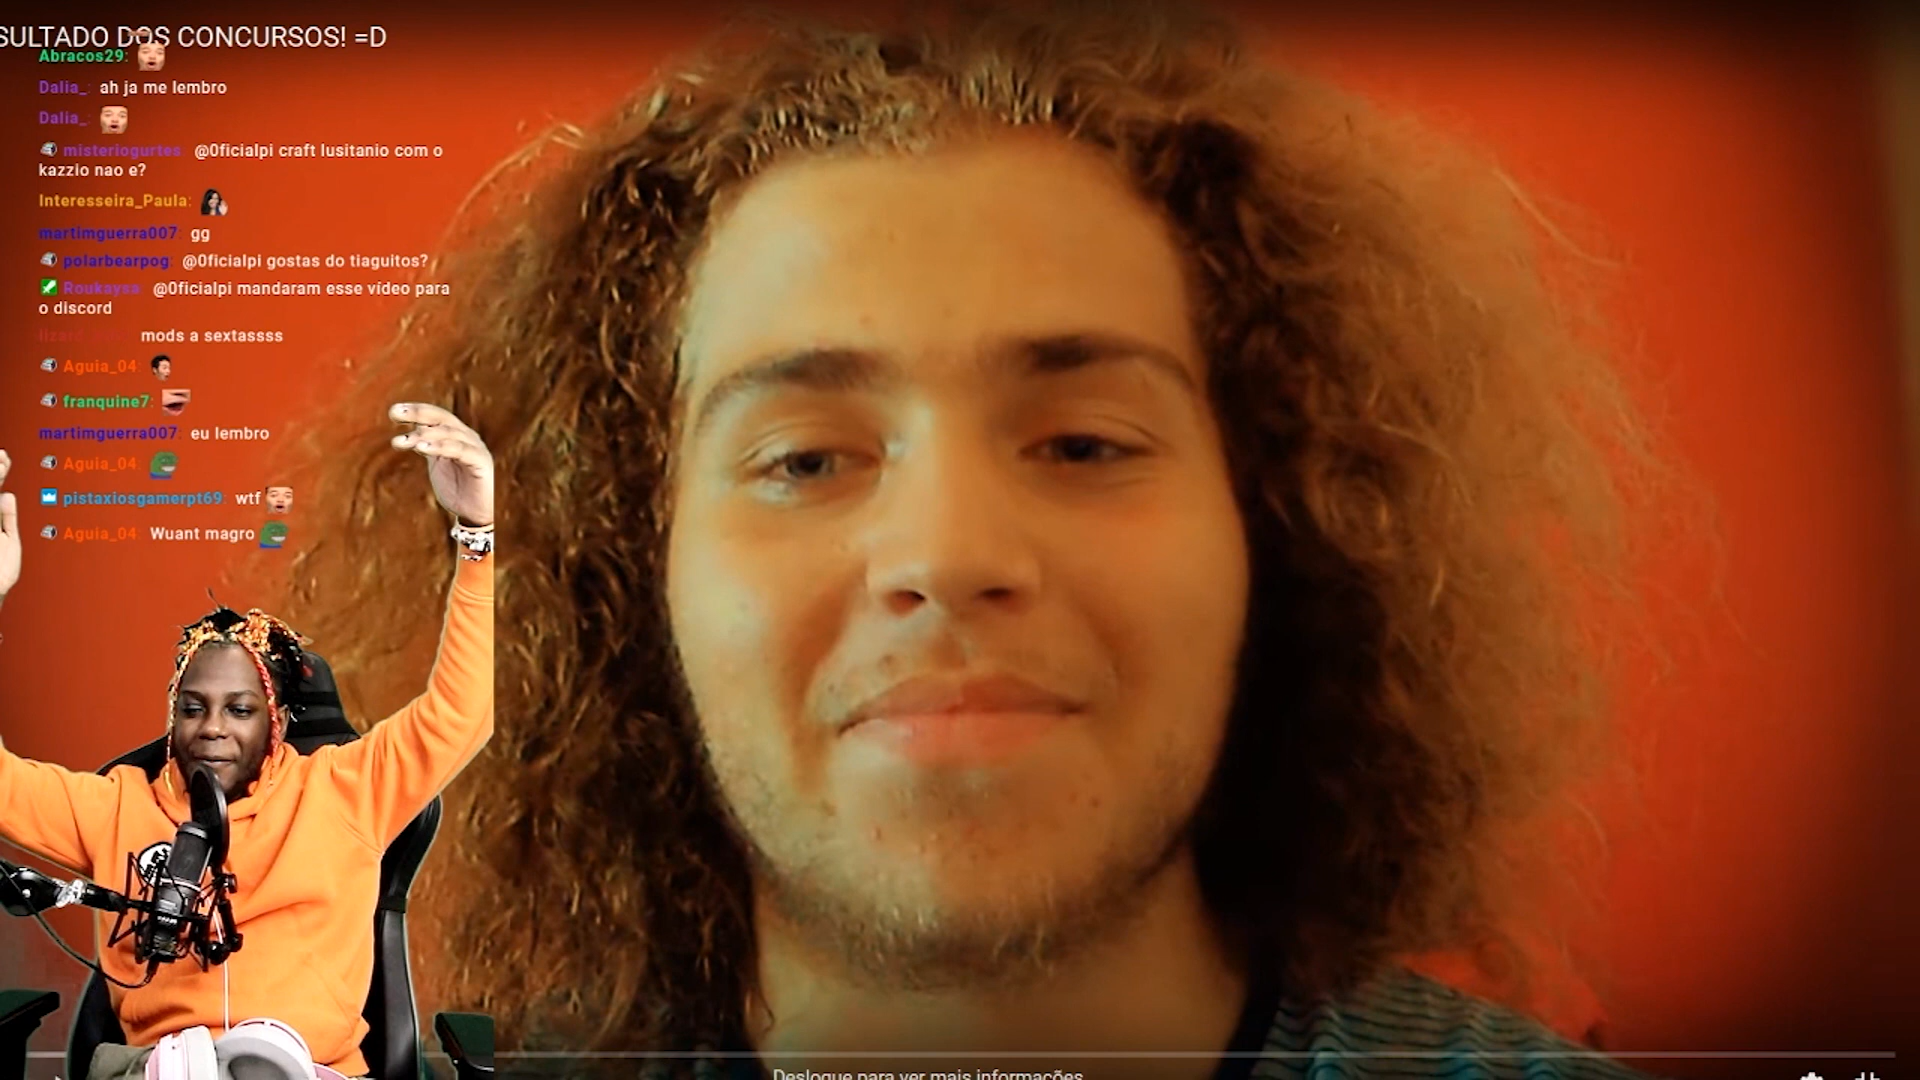 SULTADO DOS CONCURSOS! =D
Abracos29:
Dalia_: ah ja me lembro
Dalia_:
misteriogurtes: @0ficialpi craft lusitanio com o
kazzio nao e?
Interesseira_Paula:
martimguerra007: gg
polarbearpog: @0ficialpi gostas do tiaguitos?
Roukaysa: @0ficialpi mandaram esse vídeo para
o discord
mods a sextassss
Aguia_04:
franquine7:
martimguerra007: eu lembro
Aguia_04:
pistaxiosgamerpt69: wtf
Aguia_04: Wuant magro
Deslogue para ver mais informações